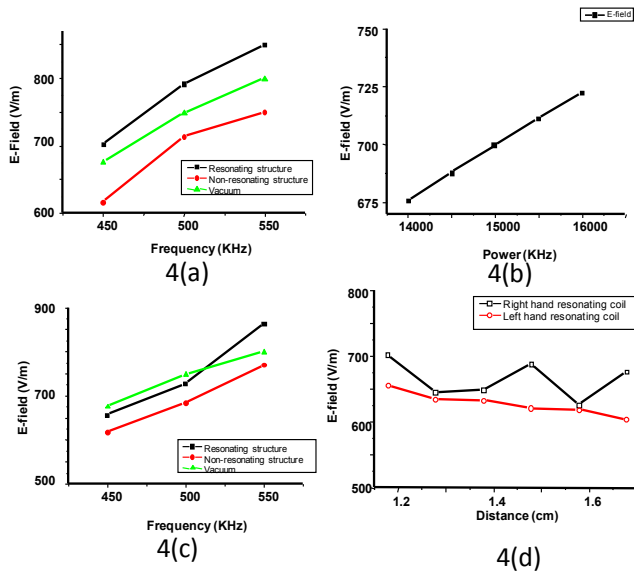 E-Field (V/m)
800
700
600
Resonating structure
Non-resonating structure
Vacuum
450 500 550
Frequency (KHz)
4(a)
E-field
E-field (V/m)
750
725
700
675
14000 15000 16000
Power (KHz)
4(b)
E-field (V/m)
900
700
500
Resonating structure
Non-resonating structure
Vacuum
450 500 550
Frequency (KHz)
4(c)
E-field (V/m)
800
700
600
500
Right hand resonating coil
Left hand resonating coil
1.2 1.4 1.6
Distance (cm)
4(d)